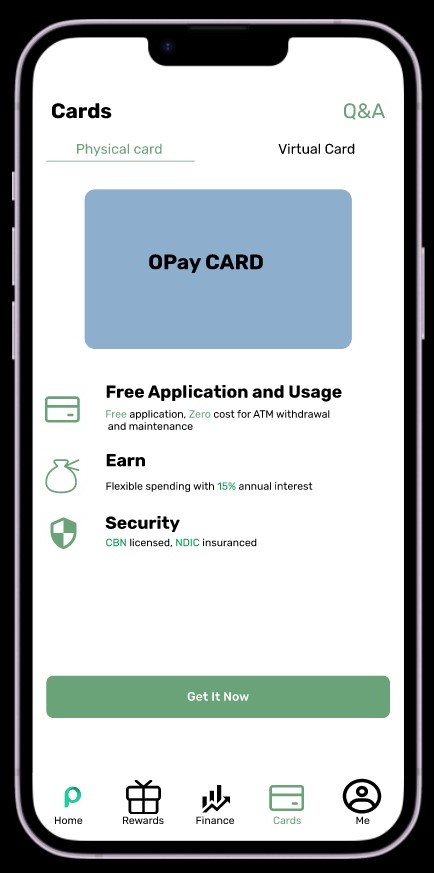 Cards
Q&A
Physical card
Virtual Card
OPay CARD
Free Application and Usage
Free application, Zero cost for ATM withdrawal
and maintenance
Earn
Flexible spending with 15% annual interest
Security
CBN licensed, NDIC insuranced
Get It Now
Home
Rewards
Finance
Cards
Me